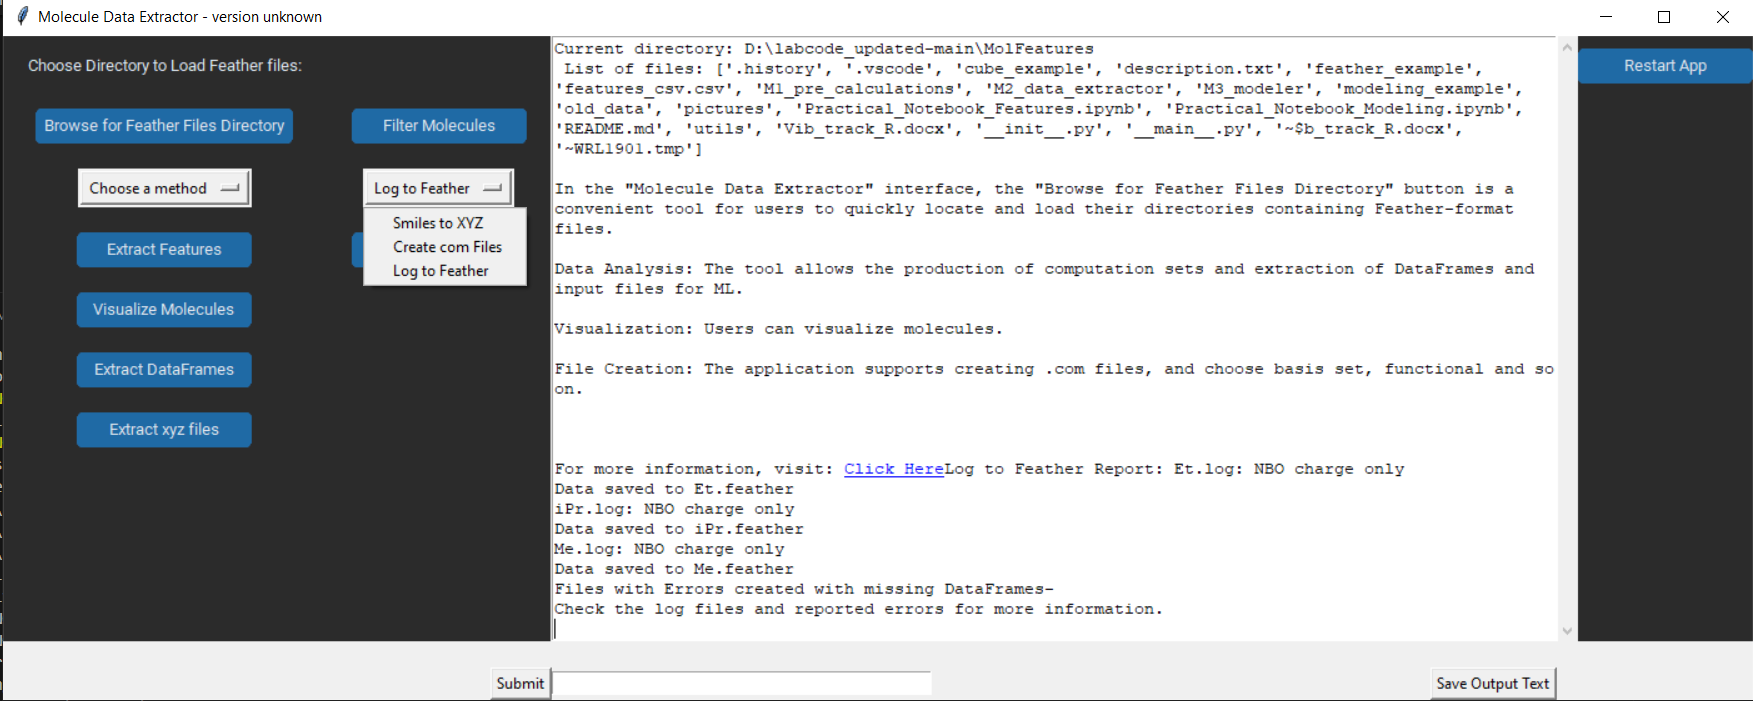 Molecule Data Extractor - version unknown
Choose Directory to Load Feather files:
Browse for Feather Files Directory
Filter Molecules
Choose a method
Log to Feather
Smiles to XYZ
Create com Files
Log to Feather
Extract Features
Visualize Molecules
Extract DataFrames
Extract xyz files
Current directory: D:\labcode_updated-main\MolFeatures
List of files: ['.history', '.vscode', 'cube_example', 'description.txt', 'feather_example',
'features_csv.csv', 'M1_pre_calculations', 'M2_data_extractor', 'M3_modeler', 'modeling_example',
'old_data', 'pictures', 'Practical_Notebook_Features.ipynb', 'Practical_Notebook_Modeling.ipynb',
'README.md', 'utils', 'Vib_track_R.docx', '__init__.py', '__main__.py', '~$b_track_R.docx',
'~WRL1901.tmp']
In the "Molecule Data Extractor" interface, the "Browse for Feather Files Directory" button is a
convenient tool for users to quickly locate and load their directories containing Feather-format
files.
Data Analysis: The tool allows the production of computation sets and extraction of DataFrames and
input files for ML.
Visualization: Users can visualize molecules.
File Creation: The application supports creating .com files, and choose basis set, functional and so
on.
For more information, visit: Click HereLog to Feather Report: Et.log: NBO charge only
Data saved to Et.feather
iPr.log: NBO charge only
Data saved to iPr.feather
Me.log: NBO charge only
Data saved to Me.feather
Files with Errors created with missing DataFrames-
Check the log files and reported errors for more information.
Restart App
Submit
Save Output Text